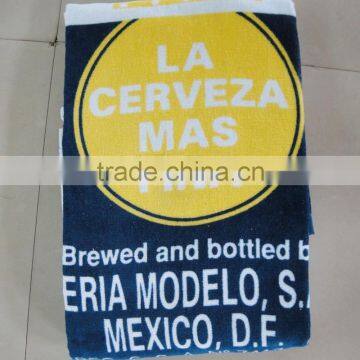 LA
CERVEZA
MAS
trade.china.cn
Brewed and bottled b
ERIA MODELO, S.
MEXICO, D.F.